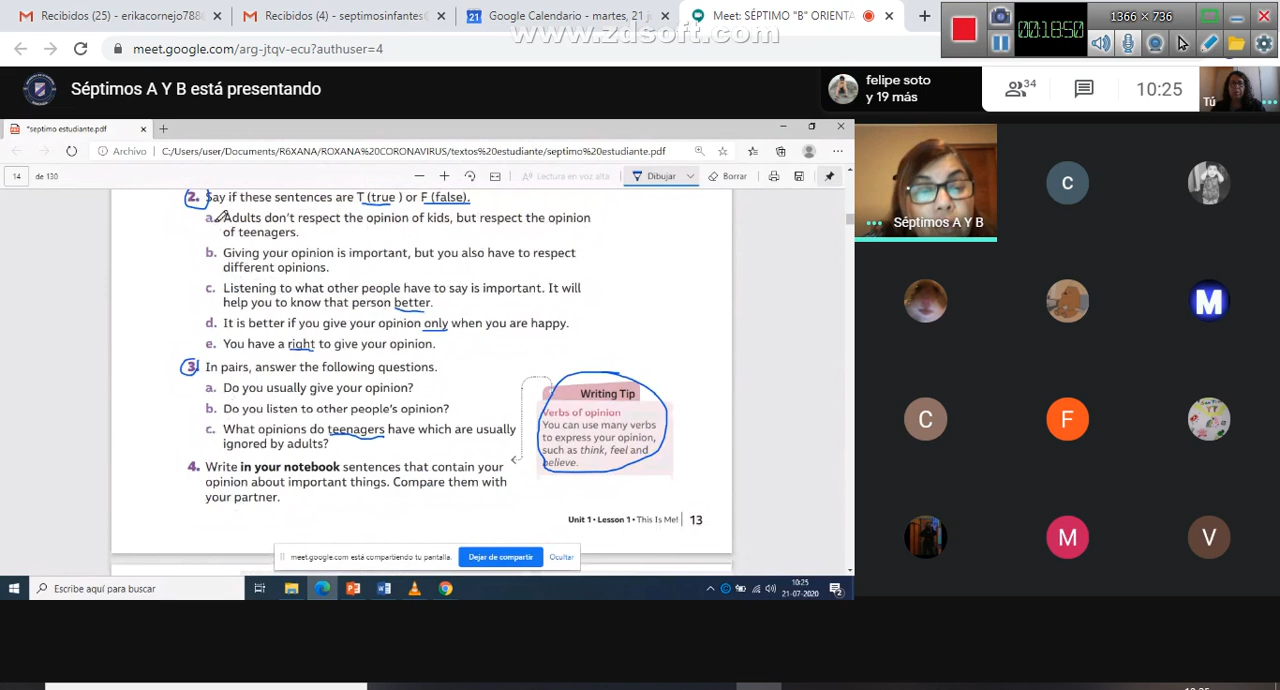 Recibidos (25) - erikacornejo788
Recibidos (4) - septimosinfantes
Google Calendario - martes, 21 ju
Meet: SÉPTIMO "B" ORIENTA
1366 x 736
00:18:50
www.zdsoft.com
meet.google.com/arg-jtqv-ecu?authuser=4
Séptimos A Y B está presentando
felipe soto
y 19 más
34
10:25
Tú
*septimo estudiante.pdf
Archivo
C:/Users/user/Documents/R6XANA/ROXANA%20CORONAVIRUS/textos%20estudiante/septimo%20estudiante.pdf
14
de 130
Lectura en voz alta
Dibujar
Borrar
2. Say if these sentences are T (true) or F (false).
a. Adults don't respect the opinion of kids, but respect the opinion
of teenagers.
b. Giving your opinion is important, but you also have to respect
different opinions.
c. Listening to what other people have to say is important. It will
help you to know that person better.
d. It is better if you give your opinion only when you are happy.
e. You have a right to give your opinion.
3. In pairs, answer the following questions.
a. Do you usually give your opinion?
b. Do you listen to other people's opinion?
c. What opinions do teenagers have which are usually
ignored by adults?
4. Write in your notebook sentences that contain your
opinion about important things. Compare them with
your partner.
Writing Tip
Verbs of opinion
You can use many verbs
to express your opinion,
such as think, feel and
believe.
Unit 1 • Lesson 1 • This Is Me!
13
meet.google.com está compartiendo tu pantalla.
Dejar de compartir
Ocultar
Escribe aquí para buscar
10:25
21-07-2020
2
Séptimos A Y B
C
M
C
F
M
V